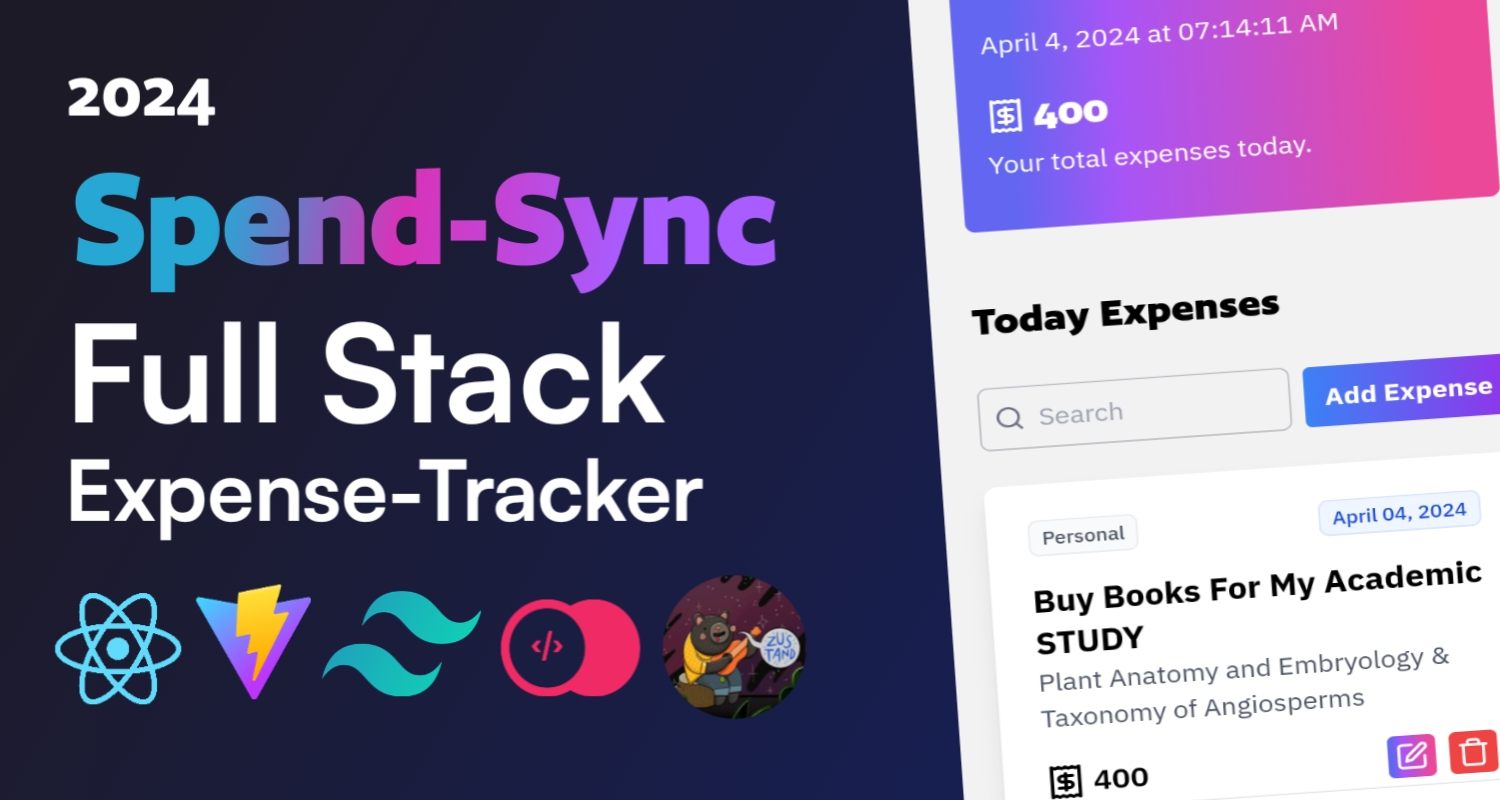 2024
Spend-Sync
Full Stack
Expense-Tracker
</>
ZUS
TAND
April 4, 2024 at 07:14:11 AM
$ 400
Your total expenses today.
Today Expenses
Search
Add Expense
Personal
April 04, 2024
Buy Books For My Academic
STUDY
Plant Anatomy and Embryology &
Taxonomy of Angiosperms
$ 400